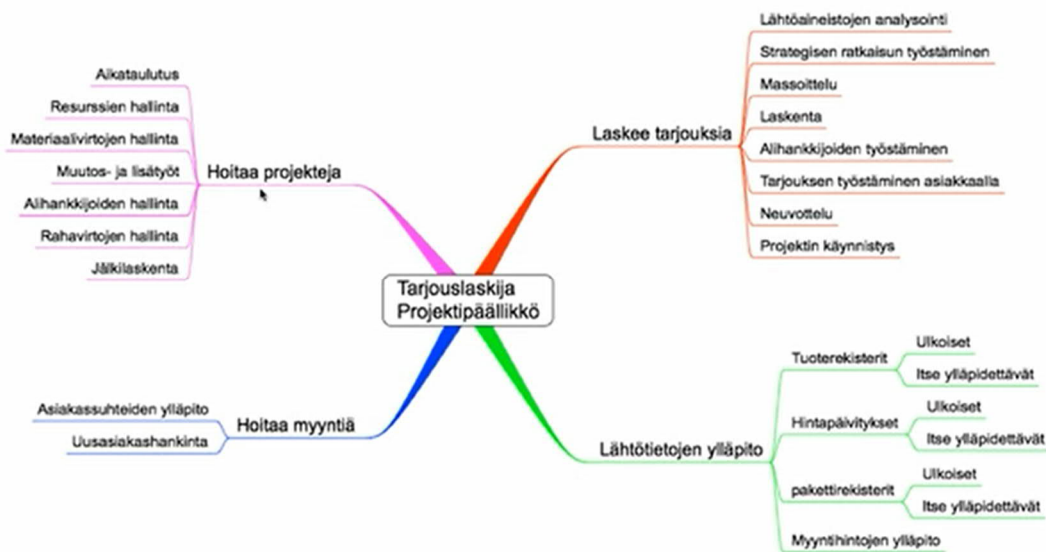 Tarjouslaskija
Projektipäällikkö
Laskee tarjouksia
Lähtöaineistojen analysointi
Strategisen ratkaisun työstäminen
Massoittelu
Laskenta
Alihankkijoiden työstäminen
Tarjouksen työstäminen asiakkaalla
Neuvottelu
Projektin käynnistys
Lähtötietojen ylläpito
Tuoterekisterit
Ulkoiset
Itse ylläpidettävät
Hintapäivitykset
Ulkoiset
Itse ylläpidettävät
pakettirekisterit
Ulkoiset
Itse ylläpidettävät
Myyntihintojen ylläpito
Hoitaa projekteja
Aikataulutus
Resurssien hallinta
Materiaalivirtojen hallinta
Muutos- ja lisätyöt
Alihankkijoiden hallinta
Rahavirtojen hallinta
Jälkilaskenta
Hoitaa myyntiä
Asiakassuhteiden ylläpito
Uusasiakashankinta